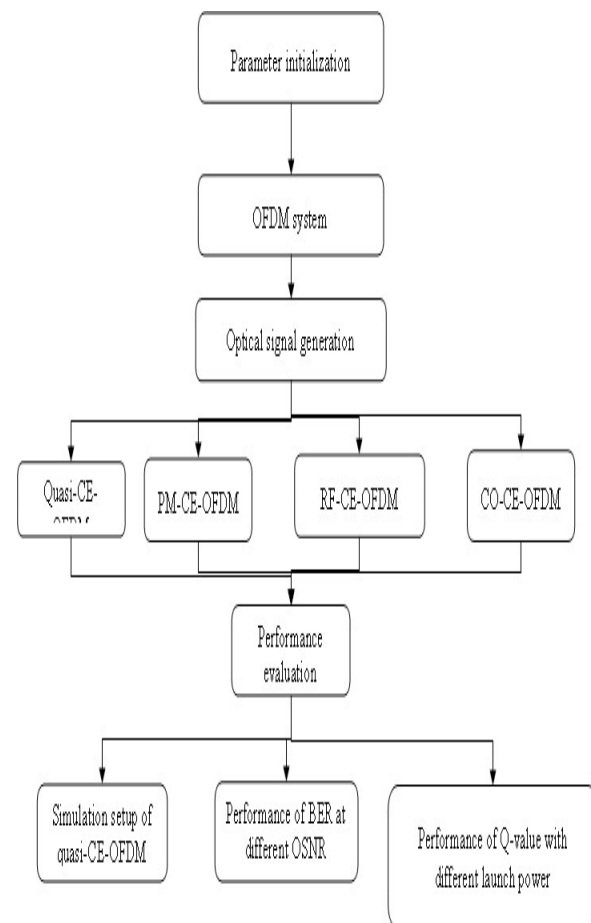 Parameter initialization
OFDM system
Optical signal generation
Quasi-CE-
OFDM
PM-CE-OFDM
RF-CE-OFDM
CO-CE-OFDM
Performance
evaluation
Simulation setup of
quasi-CE-OFDM
Performance of BER at
different OSNR
Performance of Q-value with
different launch power